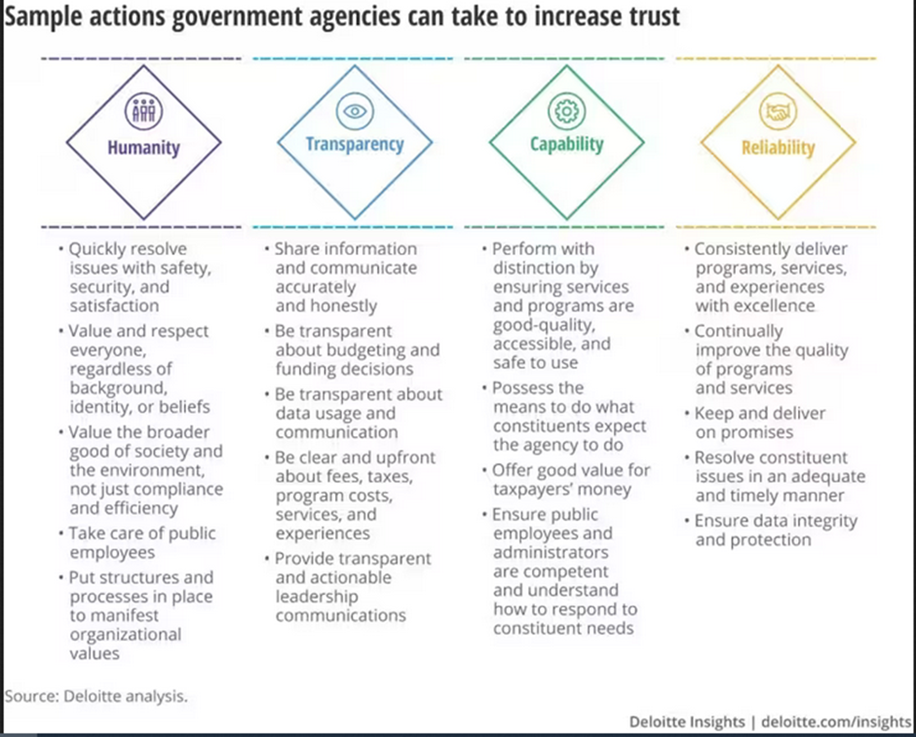 Sample actions government agencies can take to increase trust
Humanity
• Quickly resolve
issues with safety,
security, and
satisfaction
• Value and respect
everyone,
regardless of
background,
identity, or beliefs
• Value the broader
good of society and
the environment,
not just compliance
and efficiency
• Take care of public
employees
• Put structures and
processes in place
to manifest
organizational
values
Transparency
• Share information
and communicate
accurately
and honestly
• Be transparent
about budgeting and
funding decisions
• Be transparent about
data usage and
communication
• Be clear and upfront
about fees, taxes,
program costs,
services, and
experiences
• Provide transparent
and actionable
leadership
communications
Capability
• Perform with
distinction by
ensuring services
and programs are
good-quality,
accessible, and
safe to use
• Possess the
means to do what
constituents expect
the agency to do
• Offer good value for
taxpayers’ money
• Ensure public
employees and
administrators
are competent
and understand
how to respond to
constituent needs
Reliability
• Consistently deliver
programs, services,
and experiences
with excellence
• Continually
improve the quality
of programs
and services
• Keep and deliver
on promises
• Resolve constituent
issues in an adequate
and timely manner
• Ensure data integrity
and protection
Source: Deloitte analysis.
Deloitte Insights | deloitte.com/insights